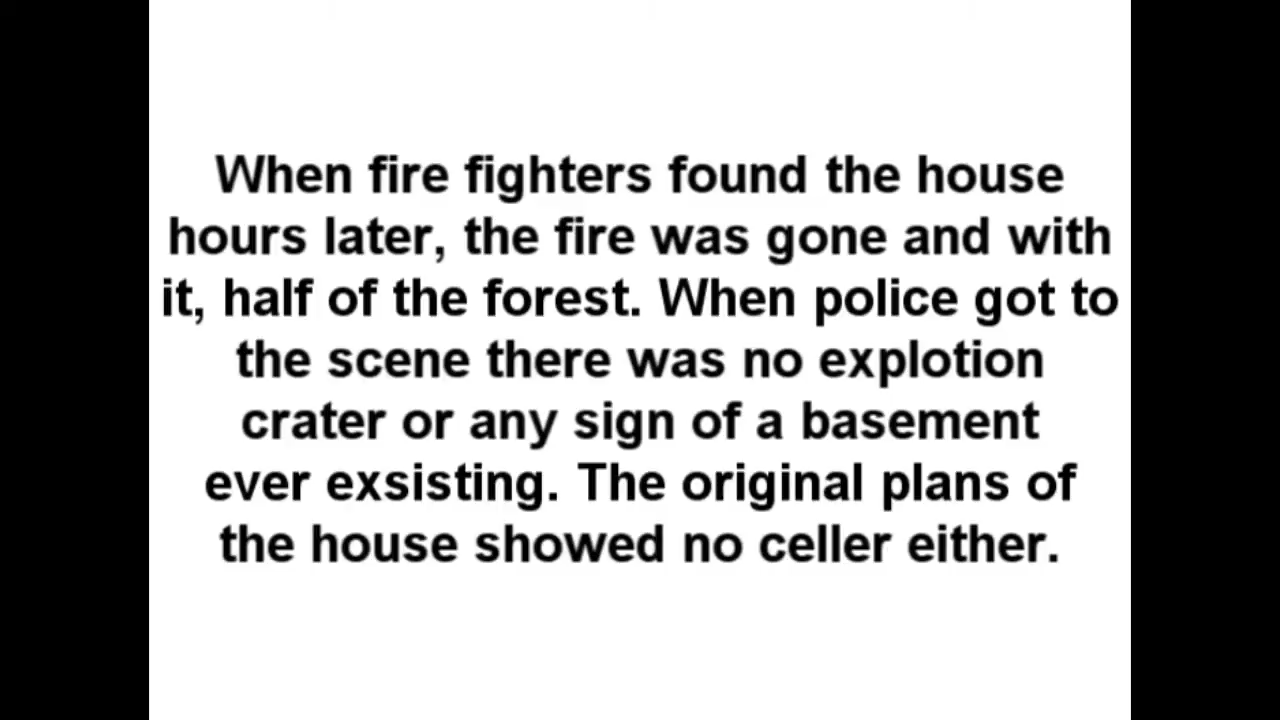 When fire fighters found the house
hours later, the fire was gone and with
it, half of the forest. When police got to
the scene there was no explotion
crater or any sign of a basement
ever exsisting. The original plans of
the house showed no celler either.